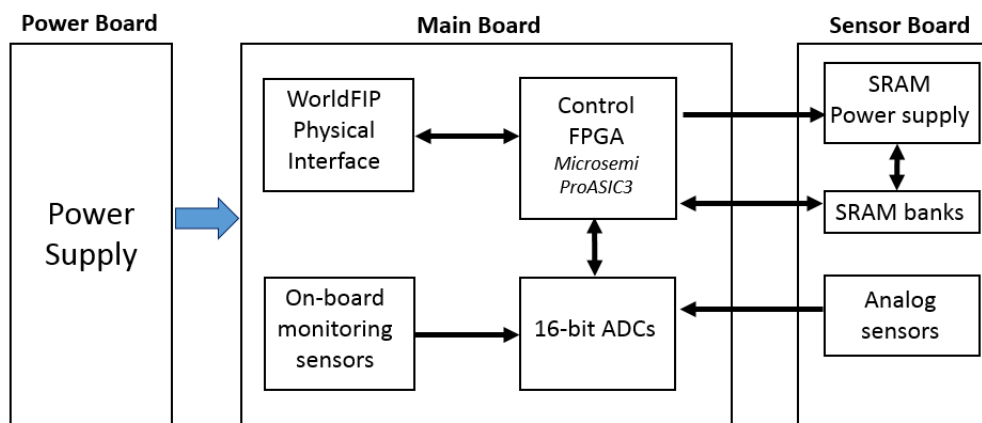 Power Board
Main Board
Sensor Board
Power
Supply
WorldFIP
Physical
Interface
Control
FPGA
Microsemi
ProASIC3
SRAM
Power supply
SRAM banks
On-board
monitoring
sensors
16-bit ADCs
Analog
sensors